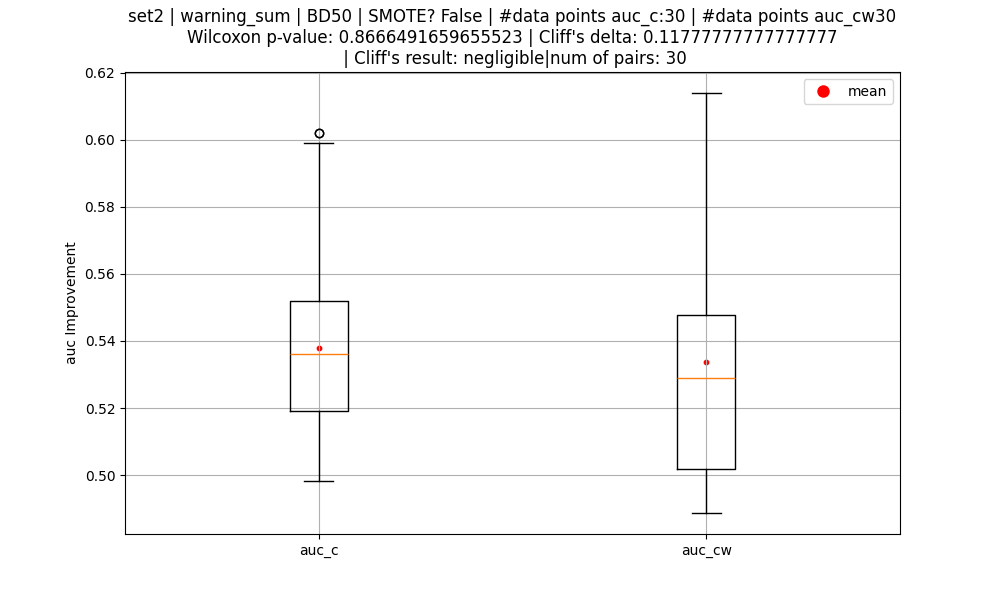 set2 | warning_sum | BD50 | SMOTE? False | #data points auc_c:30 | #data points auc_cw30
Wilcoxon p-value: 0.8666491659655523 | Cliff's delta: 0.11777777777777777
| Cliff's result: negligible|num of pairs: 30
mean
auc Improvement
0.62
0.60
0.58
0.56
0.54
0.52
0.50
auc_c
auc_cw